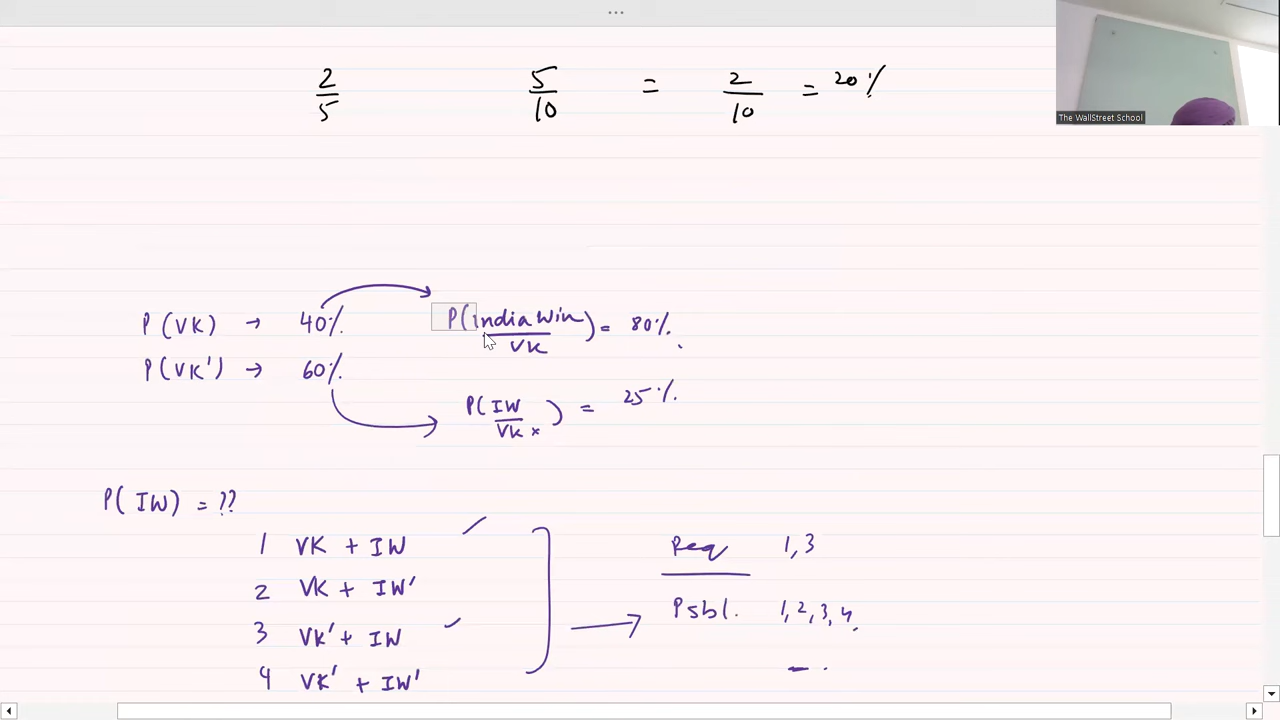 ...
The WallStreet School
2/5 5/10 = 2/10 = 20%
P(VK) → 40% P(India Win/VK) = 80%.
P(VK') → 60%
P(IW/VK×) = 25%
P(IW) = ??
1 VK + IW ✓ Req 1,3
2 VK + IW' Psbl. 1,2,3,4.
3 VK' + IW ✓
4 VK' + IW'